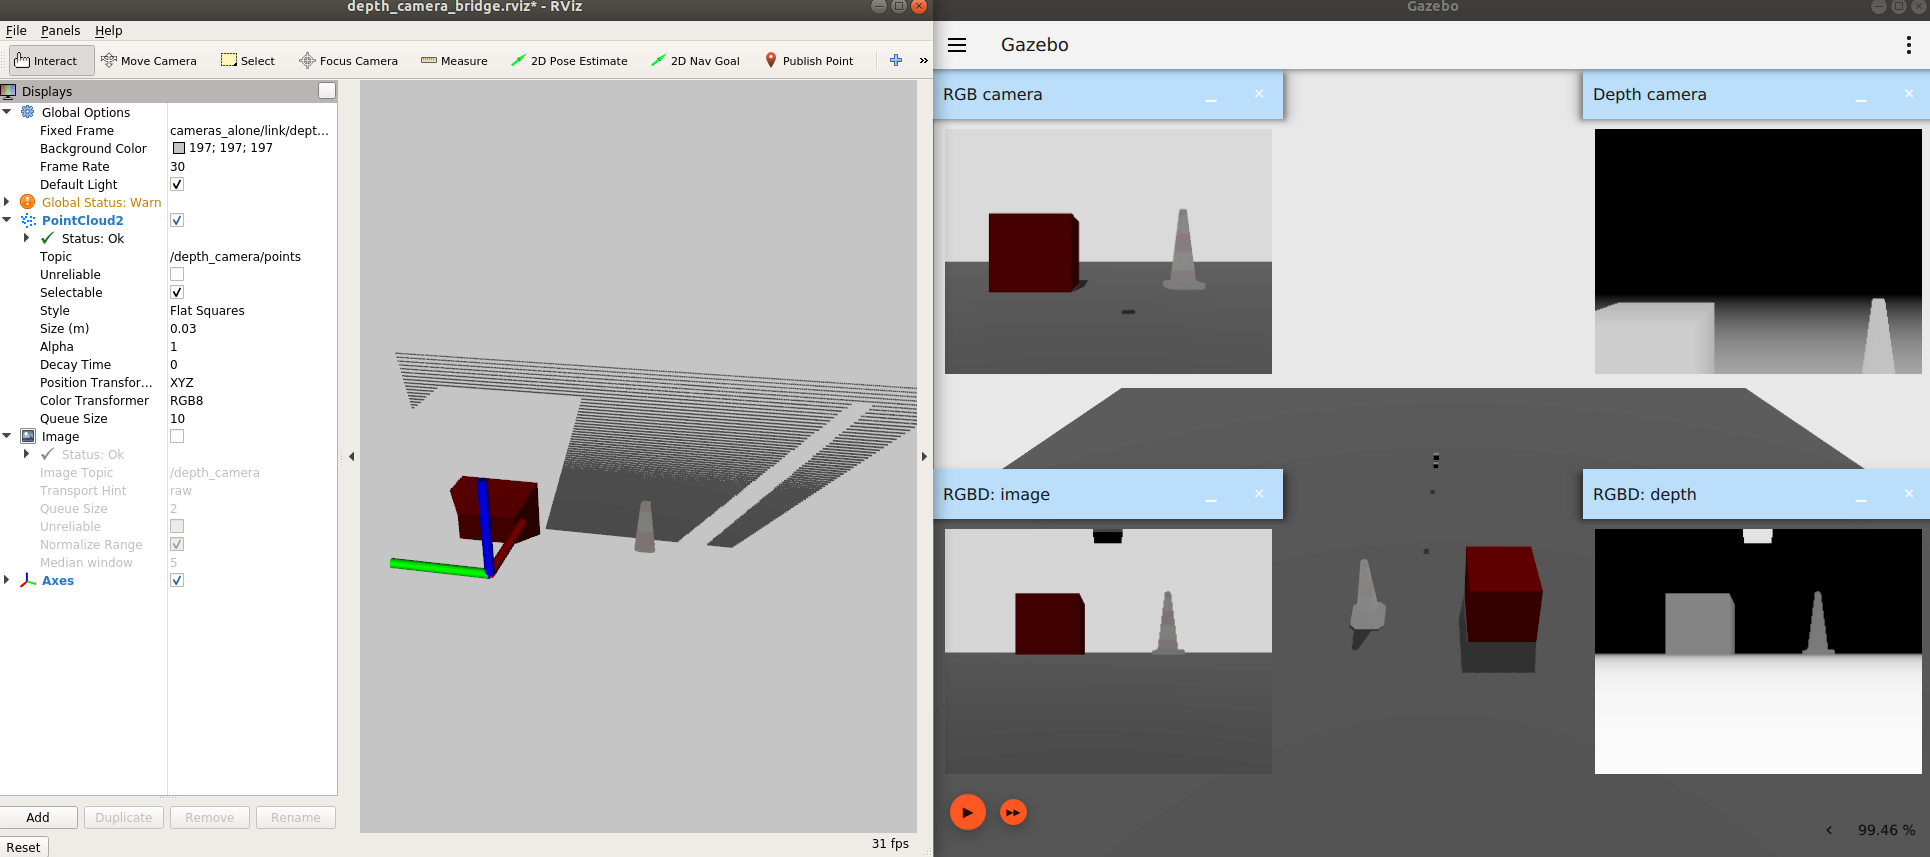 depth_camera_bridge.rviz* - RViz
File Panels Help
Interact Move Camera Select Focus Camera Measure 2D Pose Estimate 2D Nav Goal Publish Point »
Displays
Global Options
Fixed Frame cameras_alone/link/dept...
Background Color 197; 197; 197
Frame Rate 30
Default Light
Global Status: Warn
PointCloud2
Status: Ok
Topic /depth_camera/points
Unreliable
Selectable
Style Flat Squares
Size (m) 0.03
Alpha 1
Decay Time 0
Position Transfor... XYZ
Color Transformer RGB8
Queue Size 10
Image
Status: Ok
Image Topic /depth_camera
Transport Hint raw
Queue Size 2
Unreliable
Normalize Range
Median window 5
Axes
Add Duplicate Remove Rename
Reset
31 fps
Gazebo
Gazebo
RGB camera
Depth camera
RGBD: image
RGBD: depth
99.46 %